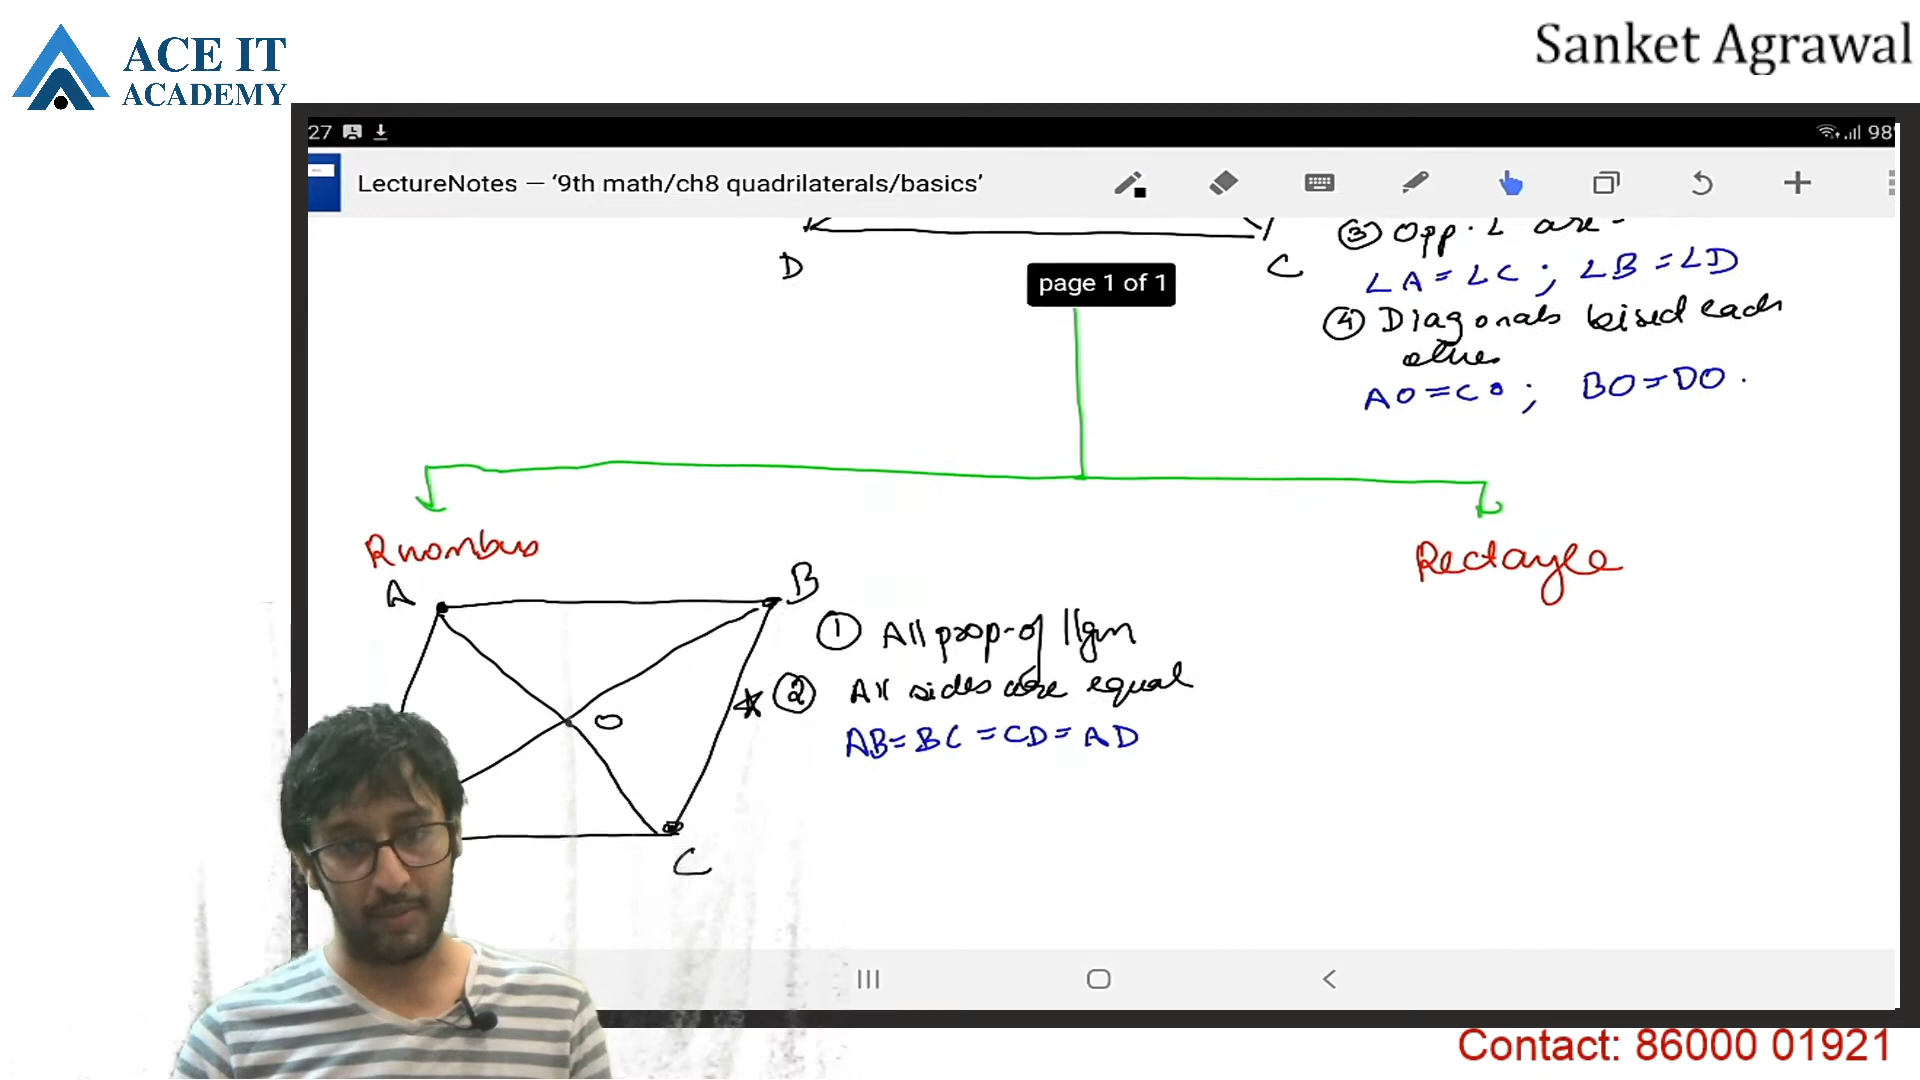 ACE IT
ACADEMY
Sanket Agrawal
27
98
LectureNotes — ‘9th math/ch8 quadrilaterals/basics’
D
C
page 1 of 1
③ Opp. ∠ are =
∠A = ∠C ; ∠B = ∠D
④ Diagonals bisect each
other
AO = CO ; BO = DO .
Rhombus
Rectangle
A
B
O
C
① All prop. of ||gm
★ ② All sides are equal
AB = BC = CD = AD
Contact: 86000 01921